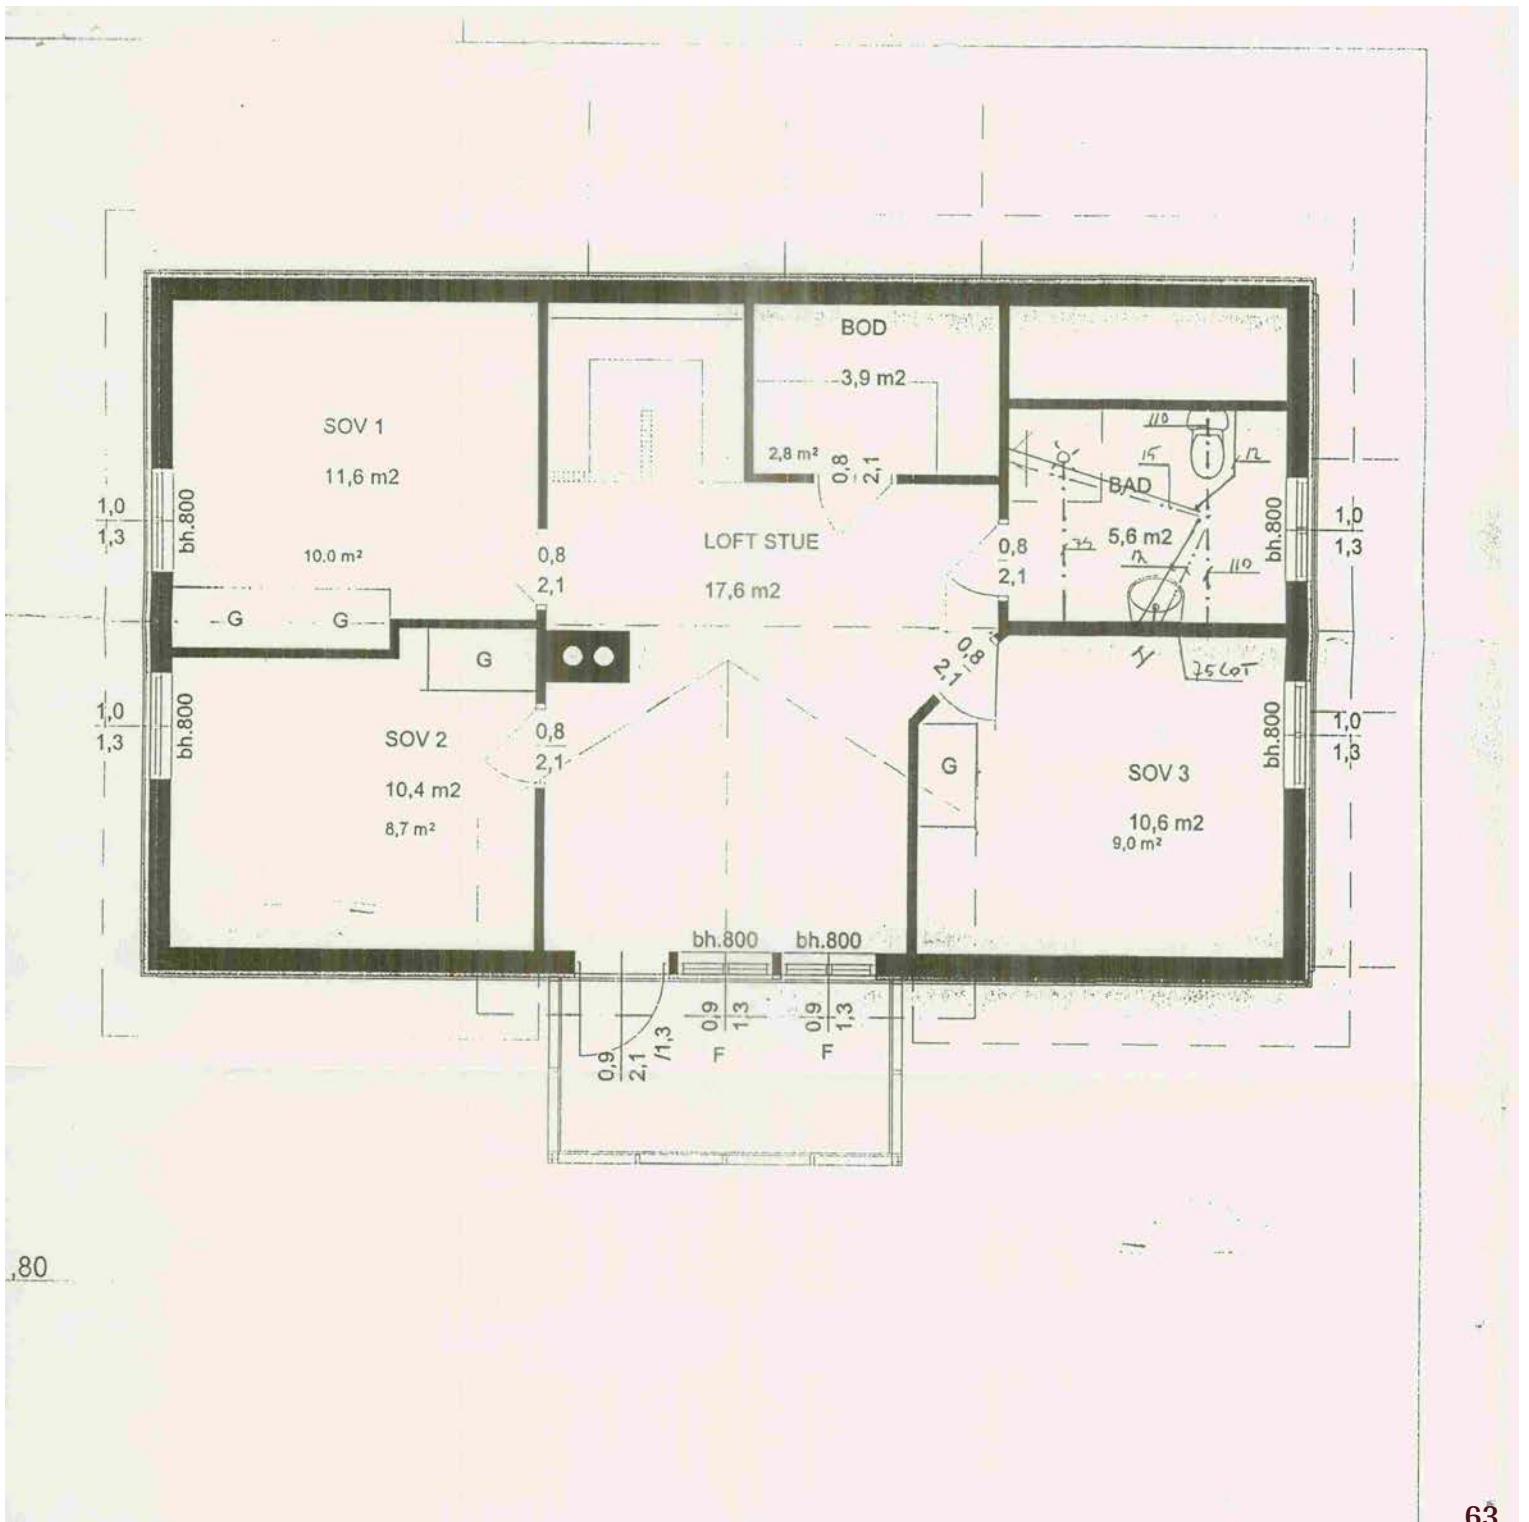 BOD
3,9 m2
2,8 m²
0,8
2,1
SOV 1
11,6 m2
10.0 m²
G
G
1,0
1,3
bh.800
0,8
2,1
LOFT STUE
17,6 m2
110
15
12
BAD
5,6 m2
75
12
110
0,8
2,1
bh.800
1,0
1,3
G
0,8
2,1
75 LOT
1,0
1,3
bh.800
SOV 2
10,4 m2
8,7 m²
0,8
2,1
G
SOV 3
10,6 m2
9,0 m²
bh.800
1,0
1,3
bh.800
bh.800
0,9
2,1
/1,3
0,9
1,3
F
0,9
1,3
F
,80
63